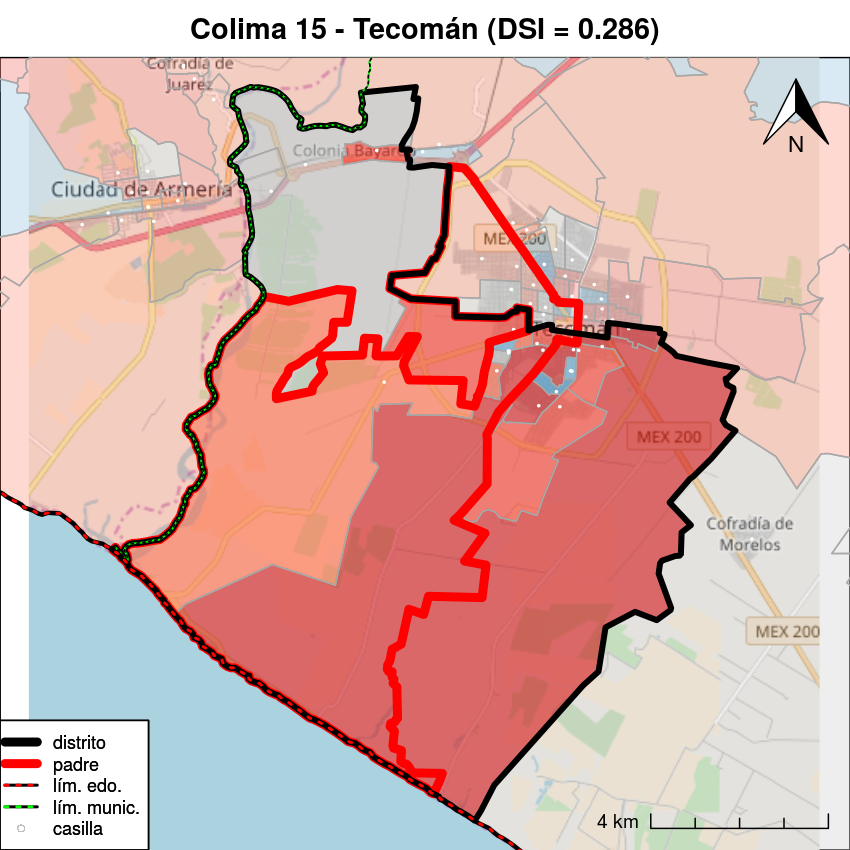 Colima 15 - Tecomán (DSI = 0.286)
Cofradía de
Juarez
N
Colonia Bayardo
Ciudad de Armería
MEX 200
Tecomán
MEX 200
Cofradía de
Morelos
MEX 200
distrito
padre
lím. edo.
lím. munic.
casilla
4 km